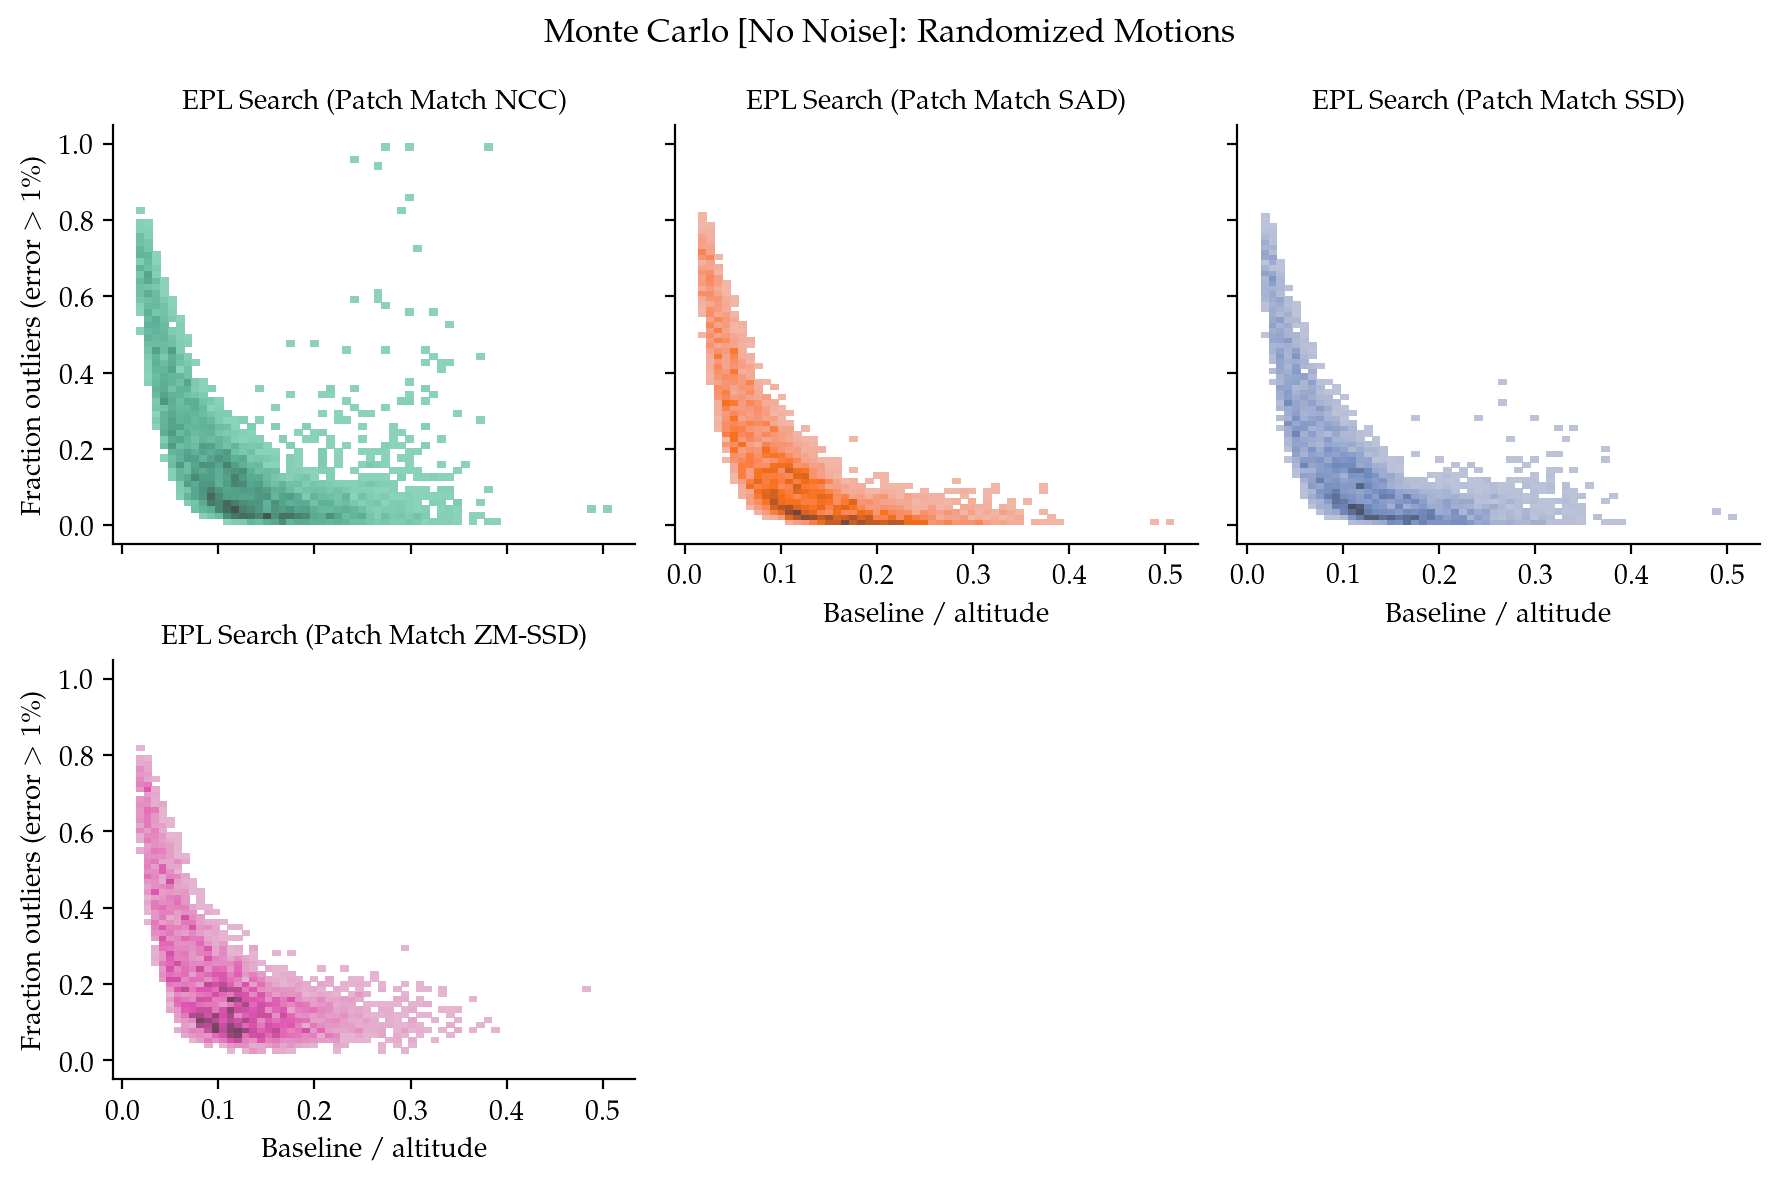 Monte Carlo [No Noise]: Randomized Motions
EPL Search (Patch Match NCC)
EPL Search (Patch Match SAD)
EPL Search (Patch Match SSD)
Fraction outliers (error > 1%)
1.0
0.8
0.6
0.4
0.2
0.0
0.0 0.1 0.2 0.3 0.4 0.5
Baseline / altitude
0.0 0.1 0.2 0.3 0.4 0.5
Baseline / altitude
EPL Search (Patch Match ZM-SSD)
Fraction outliers (error > 1%)
1.0
0.8
0.6
0.4
0.2
0.0
0.0 0.1 0.2 0.3 0.4 0.5
Baseline / altitude